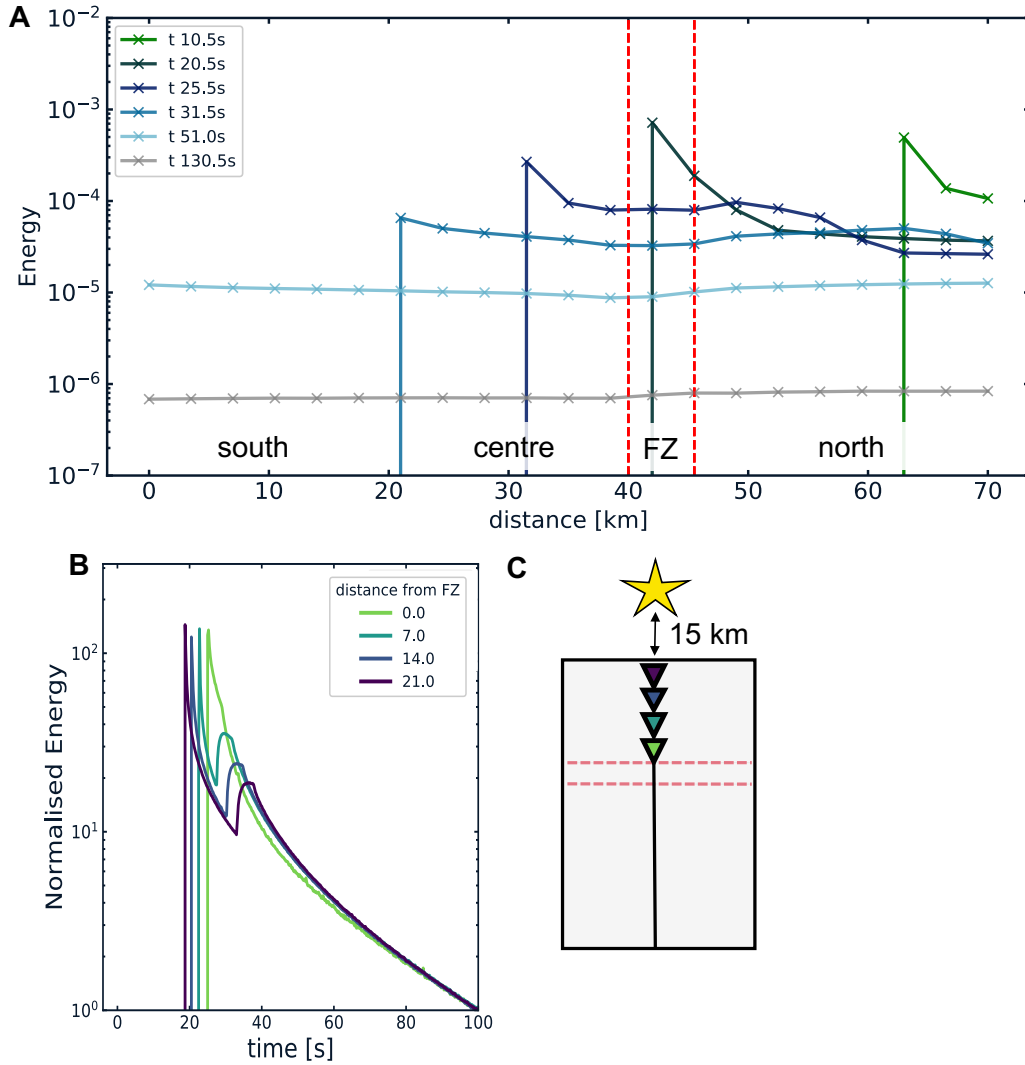 A
10⁻²
10⁻³
10⁻⁴
10⁻⁵
10⁻⁶
10⁻⁷
Energy
t 10.5s
t 20.5s
t 25.5s
t 31.5s
t 51.0s
t 130.5s
south centre FZ north
0 10 20 30 40 50 60 70
distance [km]
B
Normalised Energy
10²
10¹
10⁰
distance from FZ
0.0
7.0
14.0
21.0
0 20 40 60 80 100
time [s]
C
15 km